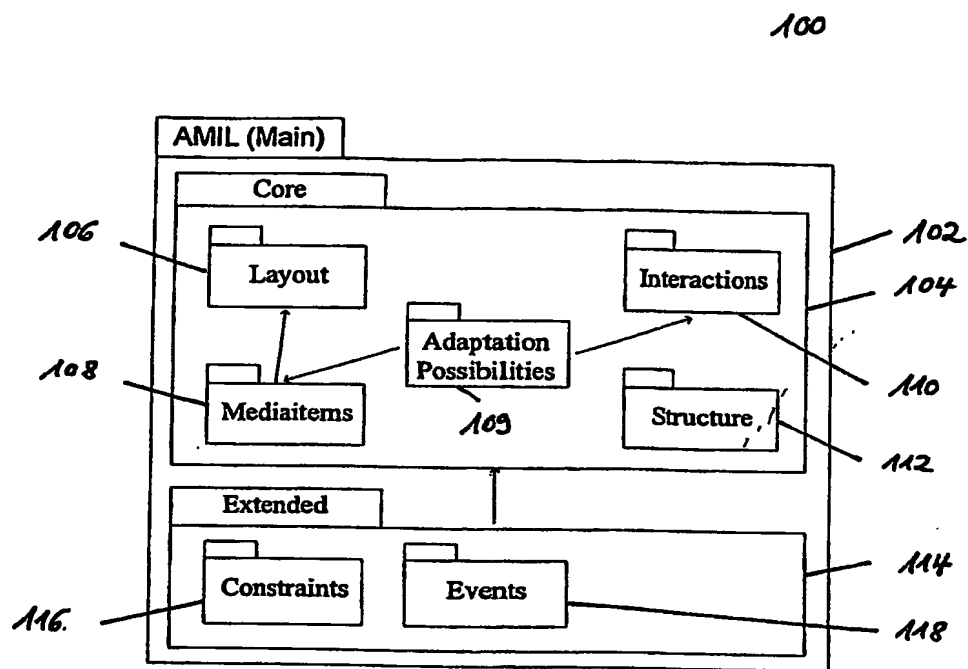 100
AMIL (Main)
Core
106
Layout
Interactions
102
104
Adaptation
Possibilities
108
Mediaitems
109
Structure
110
112
Extended
Constraints
Events
114
116.
118